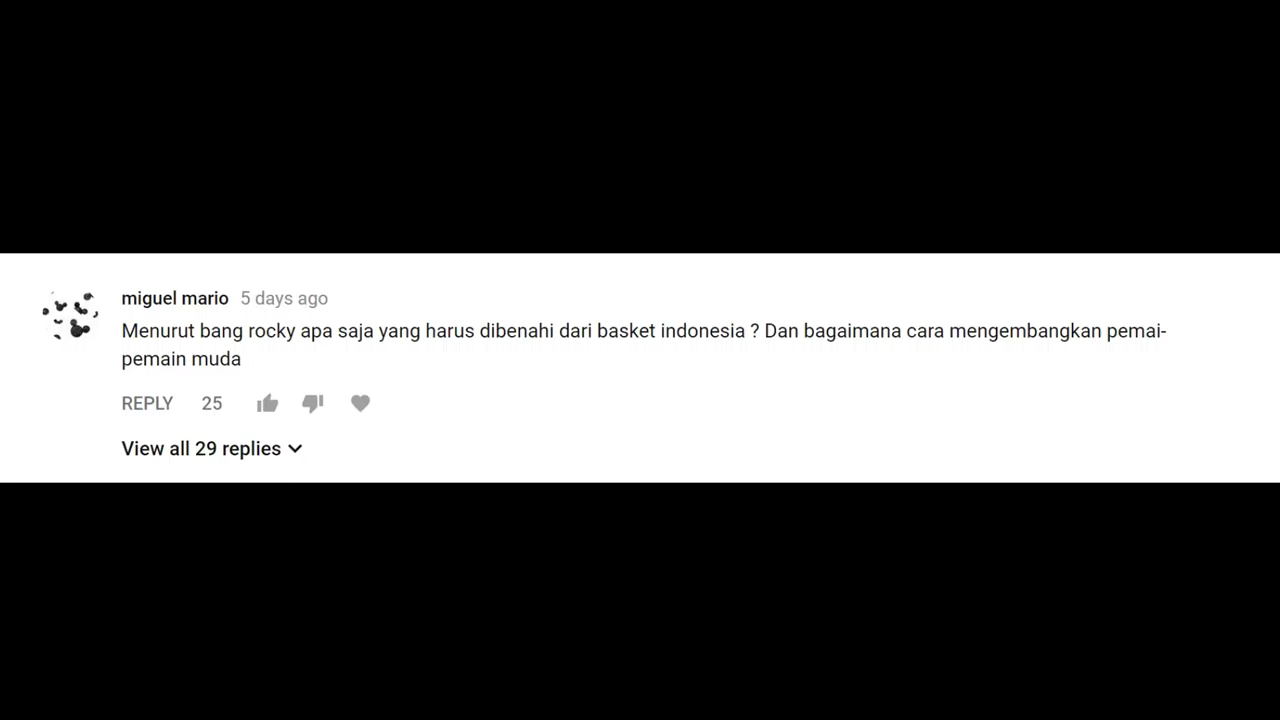 miguel mario 5 days ago
Menurut bang rocky apa saja yang harus dibenahi dari basket indonesia ? Dan bagaimana cara mengembangkan pemai-
pemain muda
REPLY 25
View all 29 replies